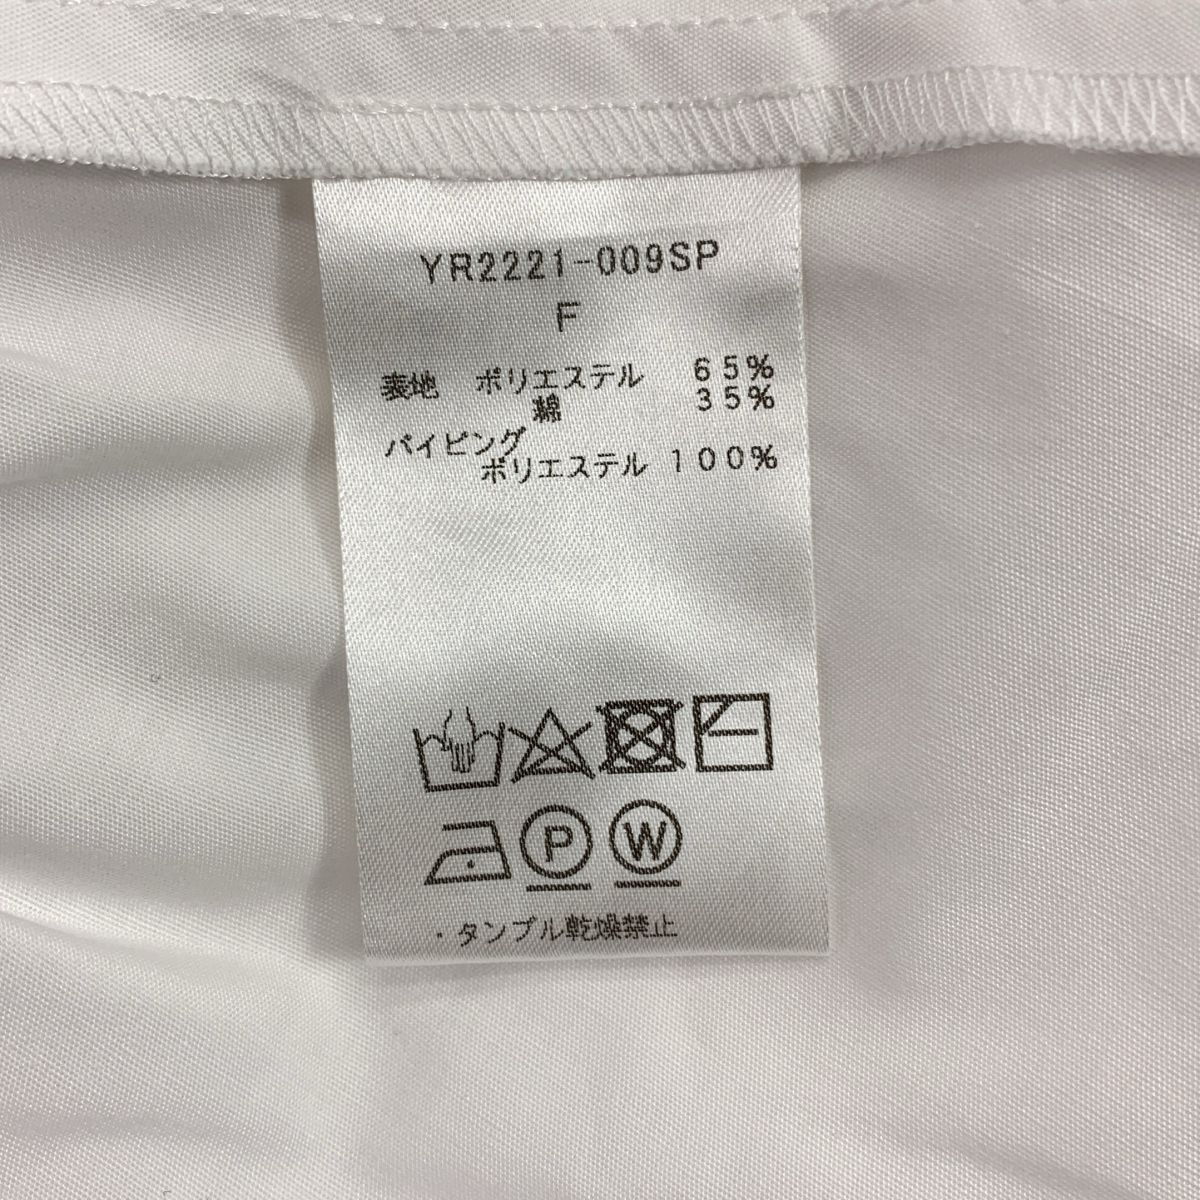 YR2221-009SP
F
表地 ポリエステル 65%
綿 35%
パイピング
ポリエステル 100%
P W
・タンブル乾燥禁止